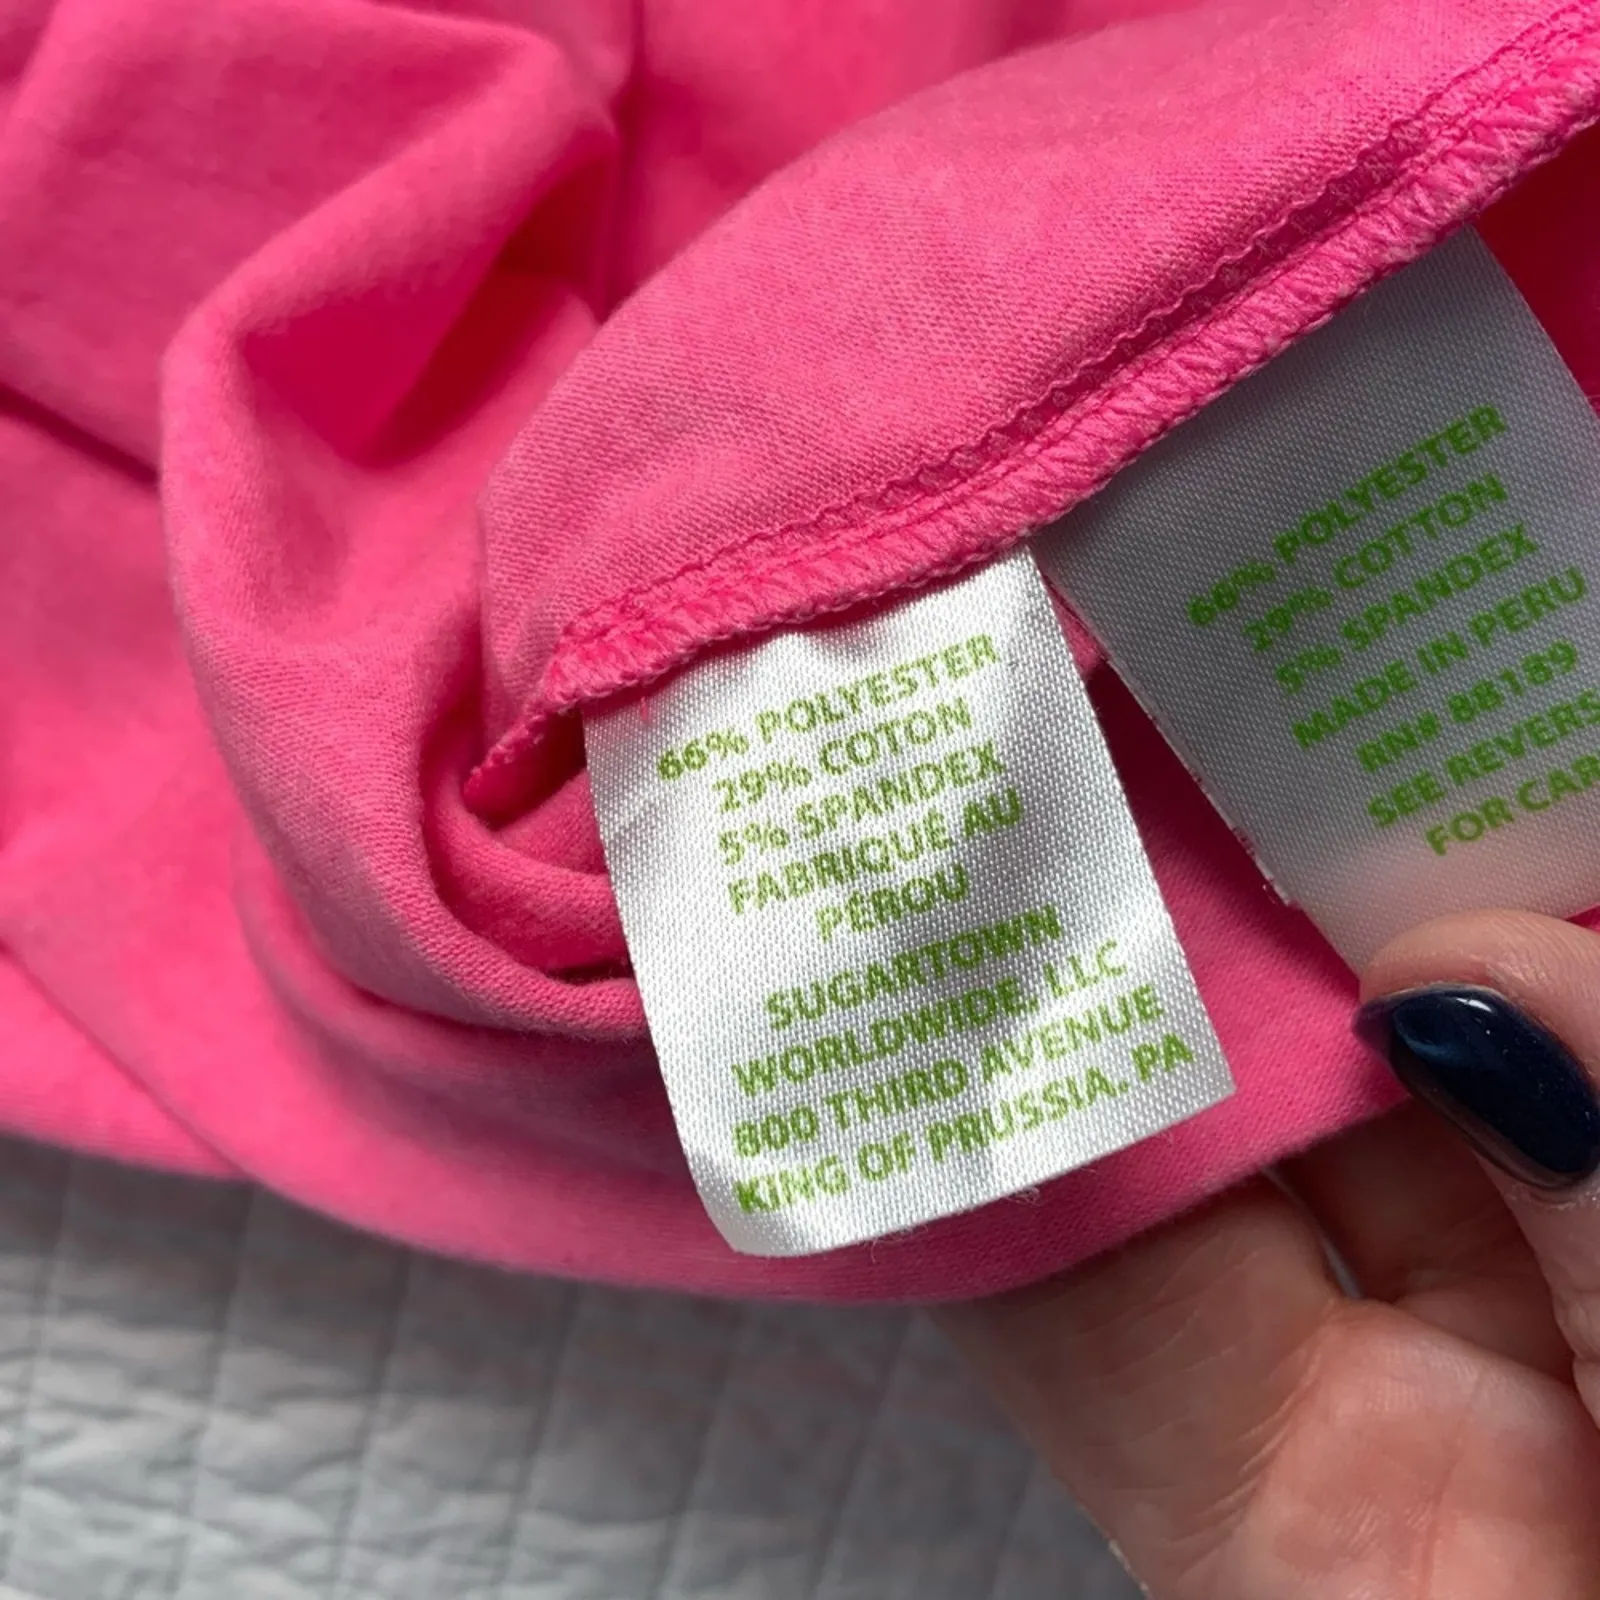 66% POLYESTER
29% COTON
5% SPANDEX
FABRIQUÉ AU
PÉROU
SUGARTOWN
WORLDWIDE, LLC
800 THIRD AVENUE
KING OF PRUSSIA, PA
66% POLYESTER
29% COTTON
5% SPANDEX
MADE IN PERU
RN# 88189
SEE REVERS
FOR CAR